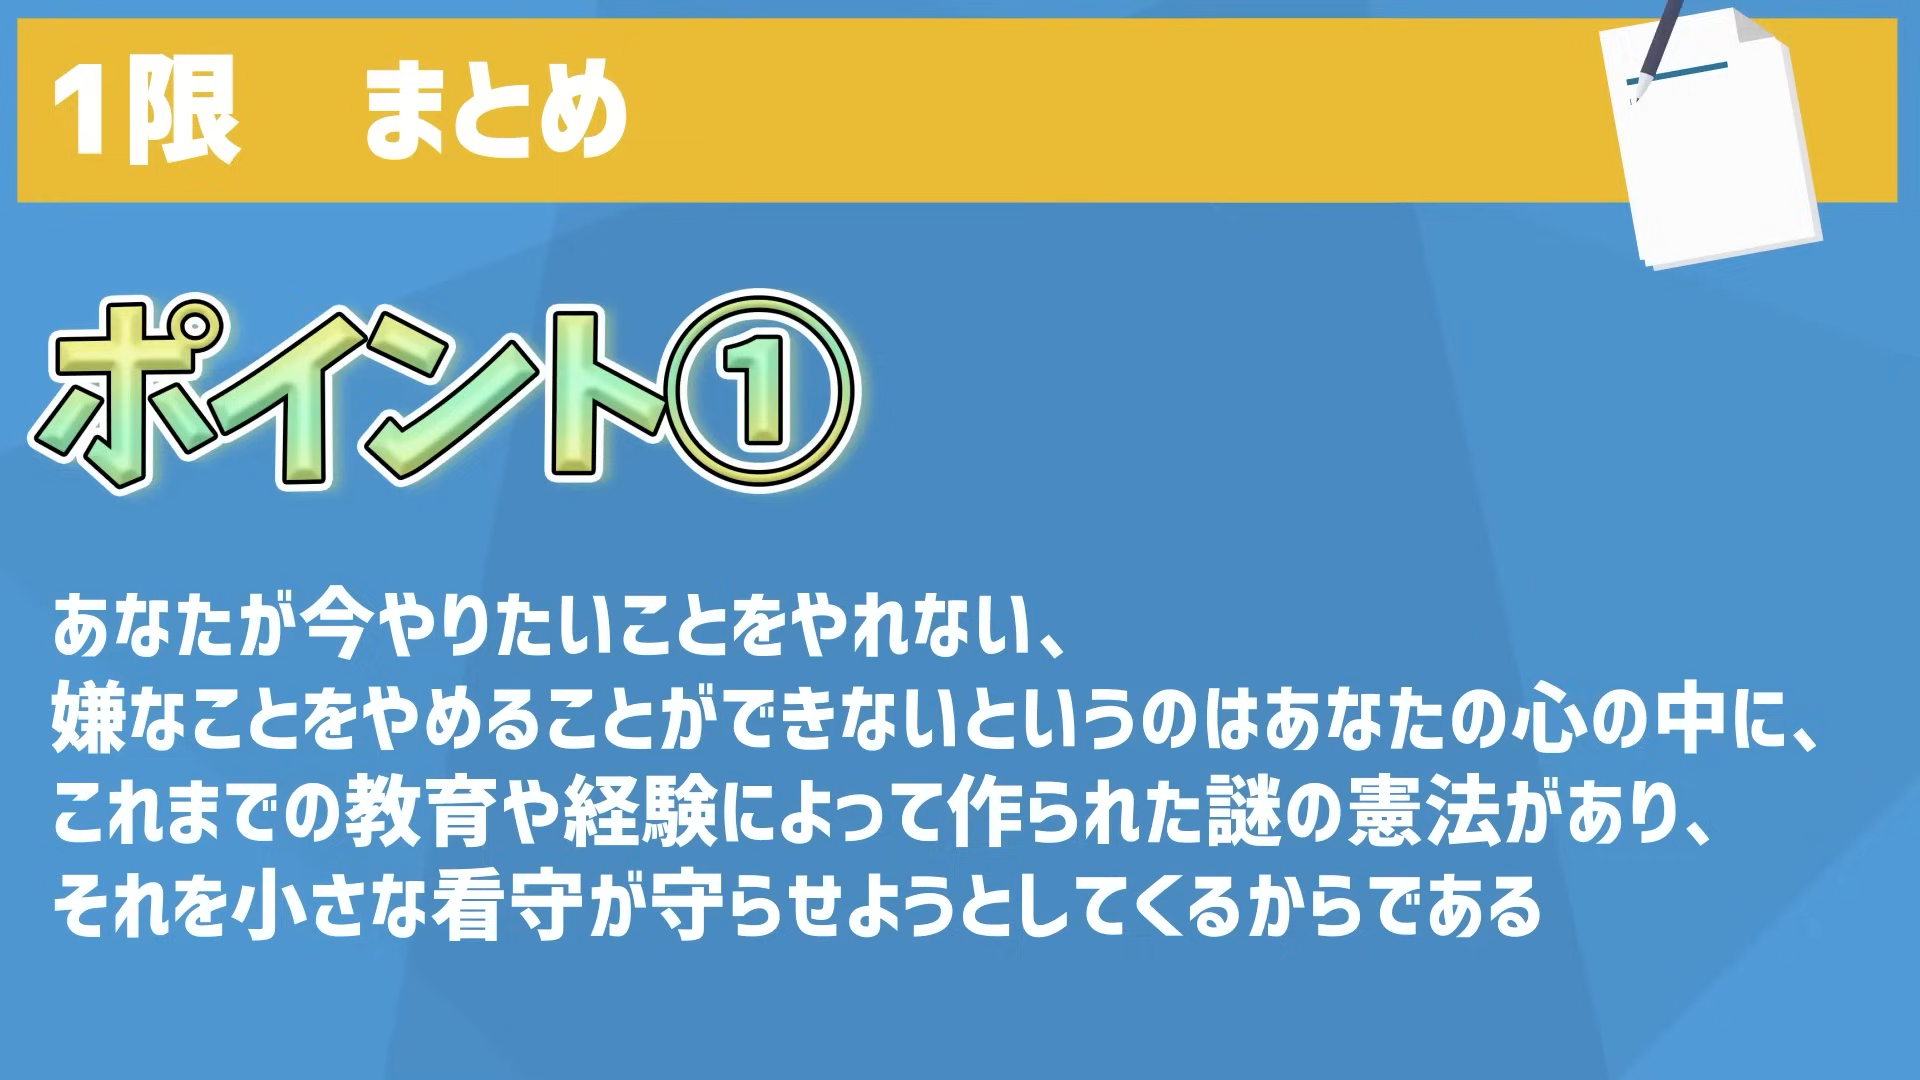 1限　まとめ
ポイント①
あなたが今やりたいことをやれない、
嫌なことをやめることができないというのはあなたの心の中に、
これまでの教育や経験によって作られた謎の憲法があり、
それを小さな看守が守らせようとしてくるからである